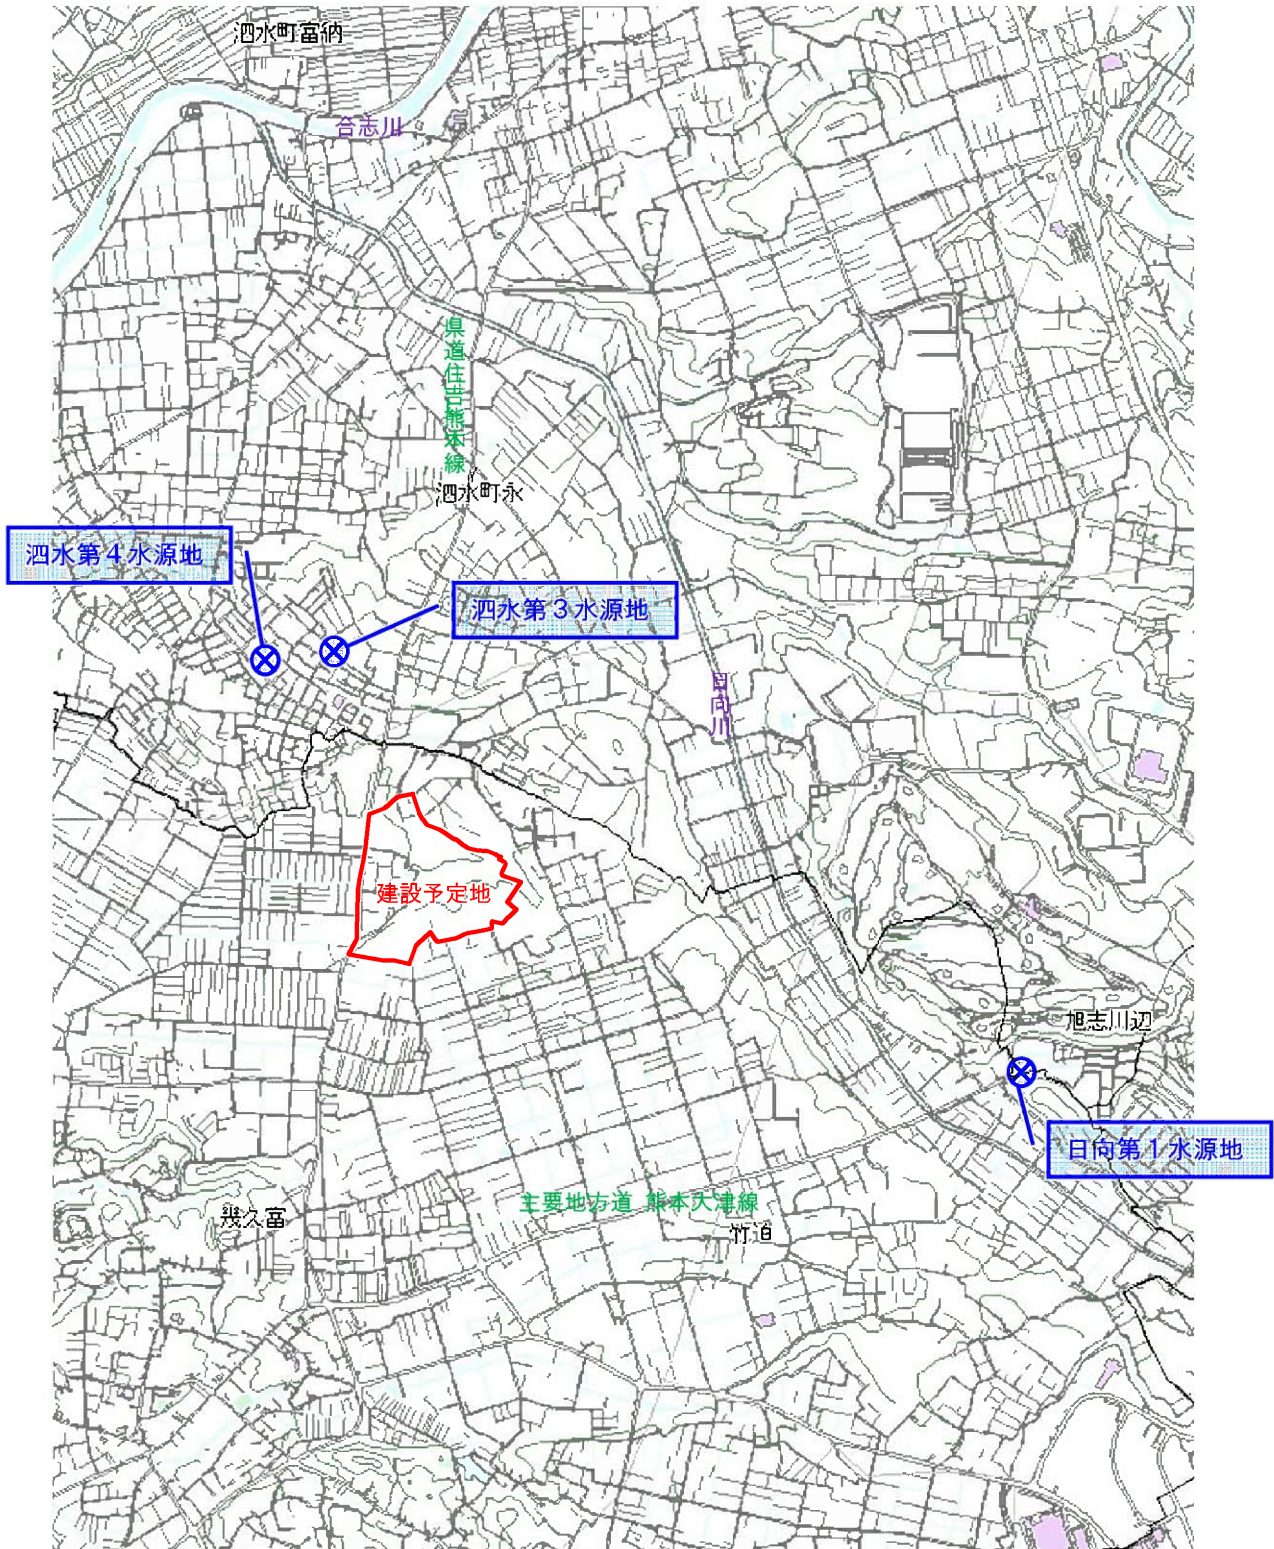 泗水町富納
合志川
県道住吉熊本線
泗水町永
泗水第4水源地
泗水第3水源地
日向川
建設予定地
旭志川辺
日向第1水源地
主要地方道 熊本大津線
幾久富
竹迫